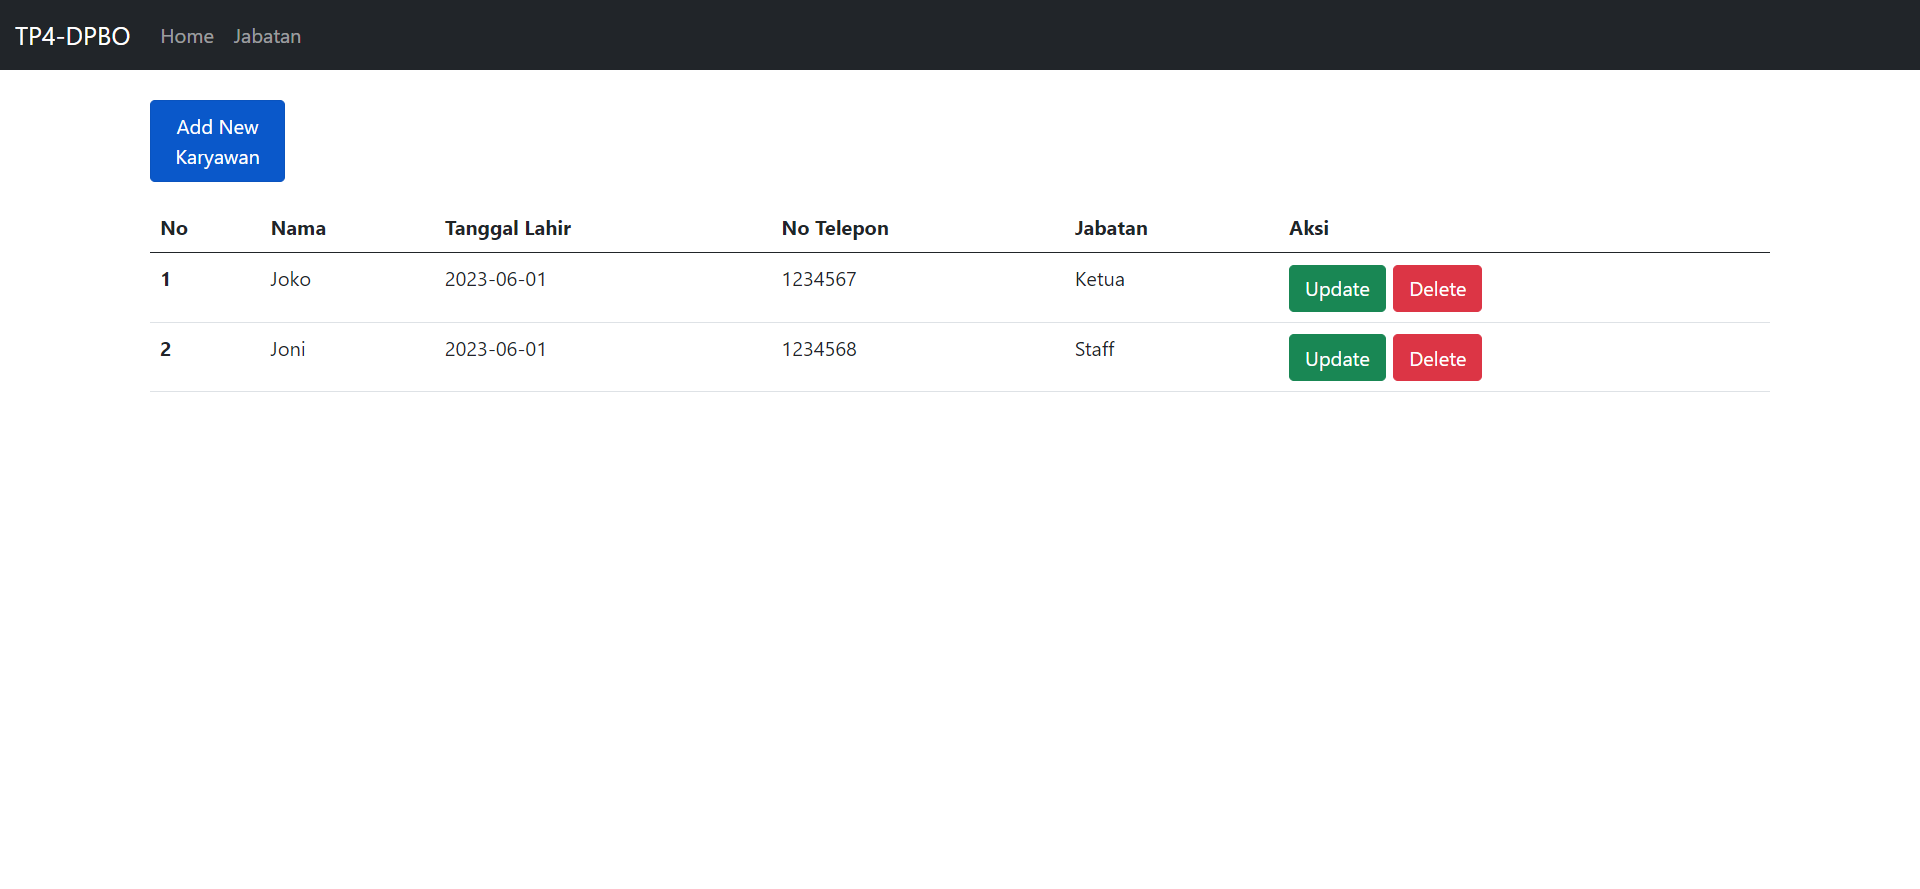 TP4-DPBO Home Jabatan
Add New
Karyawan
No Nama Tanggal Lahir No Telepon Jabatan Aksi
1 Joko 2023-06-01 1234567 Ketua Update Delete
2 Joni 2023-06-01 1234568 Staff Update Delete